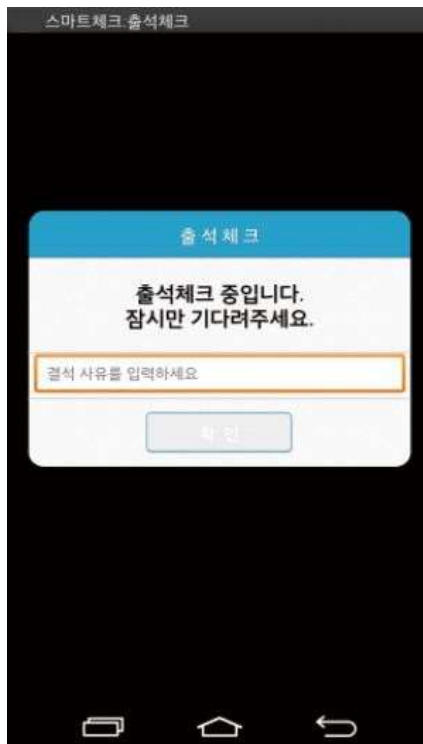 스마트체크.출석체크
출석체크
출석체크 중입니다.
잠시만 기다려주세요.
결석 사유를 입력하세요
확인